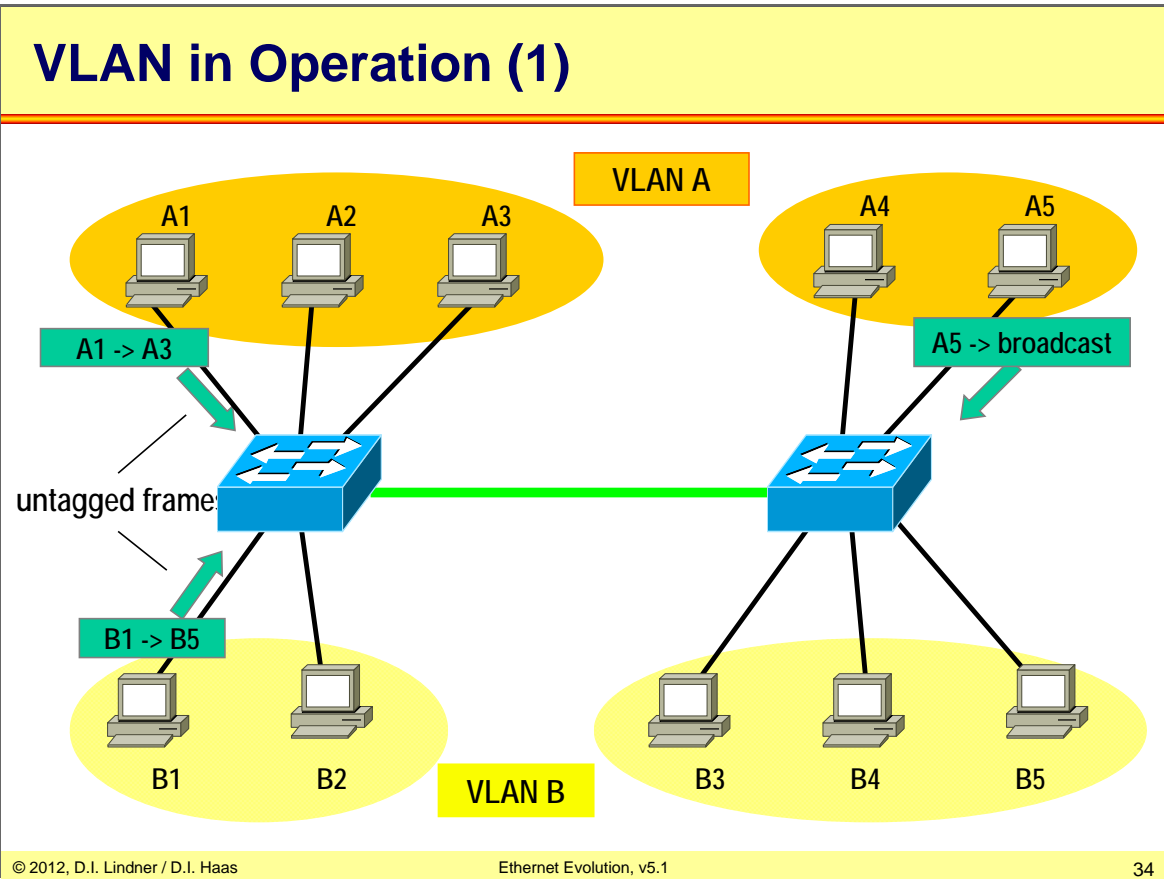 VLAN in Operation (1)
VLAN A
A1
A2
A3
A4
A5
A1 -> A3
A5 -> broadcast
untagged frames
B1 -> B5
B1
B2
VLAN B
B3
B4
B5
© 2012, D.I. Lindner / D.I. Haas
Ethernet Evolution, v5.1
34